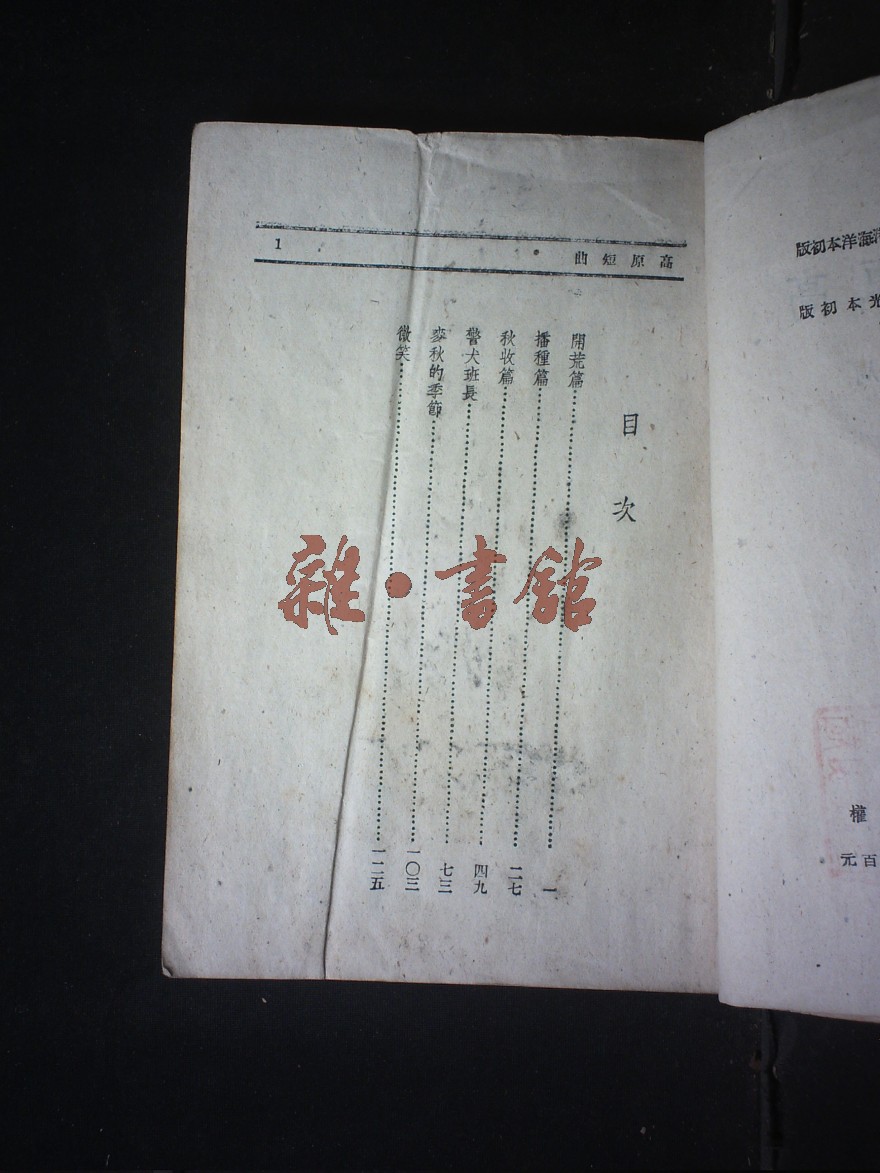 海洋本初版
光本初版
權
百元
高原短曲 1
目次
開荒篇 一
播種篇 二七
秋收篇 四九
警犬班長 七三
麥秋的季節 一〇三
微笑 一二五
雜·書館